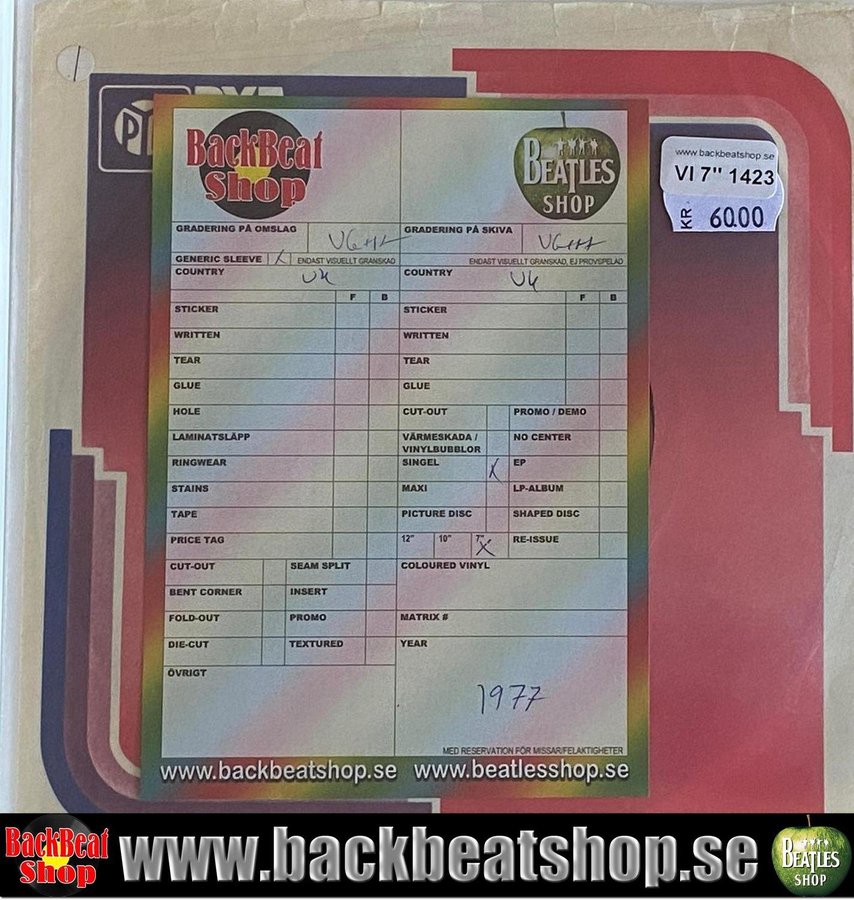 PYE
BackBeat
Shop
BEATLES
SHOP
www.backbeatshop.se
VI 7" 1423
KR. 60.00
GRADERING PÅ OMSLAG VG++
GRADERING PÅ SKIVA VG++
GENERIC SLEEVE X ENDAST VISUELLT GRANSKAD
ENDAST VISUELLT GRANSKAD, EJ PROVSPELAD
COUNTRY UK
COUNTRY UK
F B
F B
STICKER
STICKER
WRITTEN
WRITTEN
TEAR
TEAR
GLUE
GLUE
HOLE
CUT-OUT PROMO / DEMO
LAMINATSLÄPP
VÄRMESKADA / NO CENTER
VINYLBUBBLOR
RINGWEAR
SINGEL X EP
STAINS
MAXI LP-ALBUM
TAPE
PICTURE DISC SHAPED DISC
PRICE TAG
12" 10" 7" X RE-ISSUE
CUT-OUT SEAM SPLIT
COLOURED VINYL
BENT CORNER INSERT
FOLD-OUT PROMO
MATRIX #
DIE-CUT TEXTURED
YEAR
ÖVRIGT
1977
MED RESERVATION FÖR MISSAR/FELAKTIGHETER
www.backbeatshop.se www.beatlesshop.se
BackBeat
Shop
www.backbeatshop.se
BEATLES
SHOP